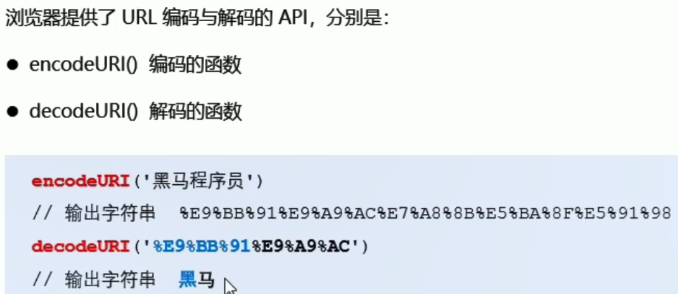 浏览器提供了 URL 编码与解码的 API，分别是：
● encodeURI() 编码的函数
● decodeURI() 解码的函数
encodeURI('黑马程序员')
// 输出字符串 %E9%BB%91%E9%A9%AC%E7%A8%8B%E5%BA%8F%E5%91%98
decodeURI('%E9%BB%91%E9%A9%AC')
// 输出字符串 黑马